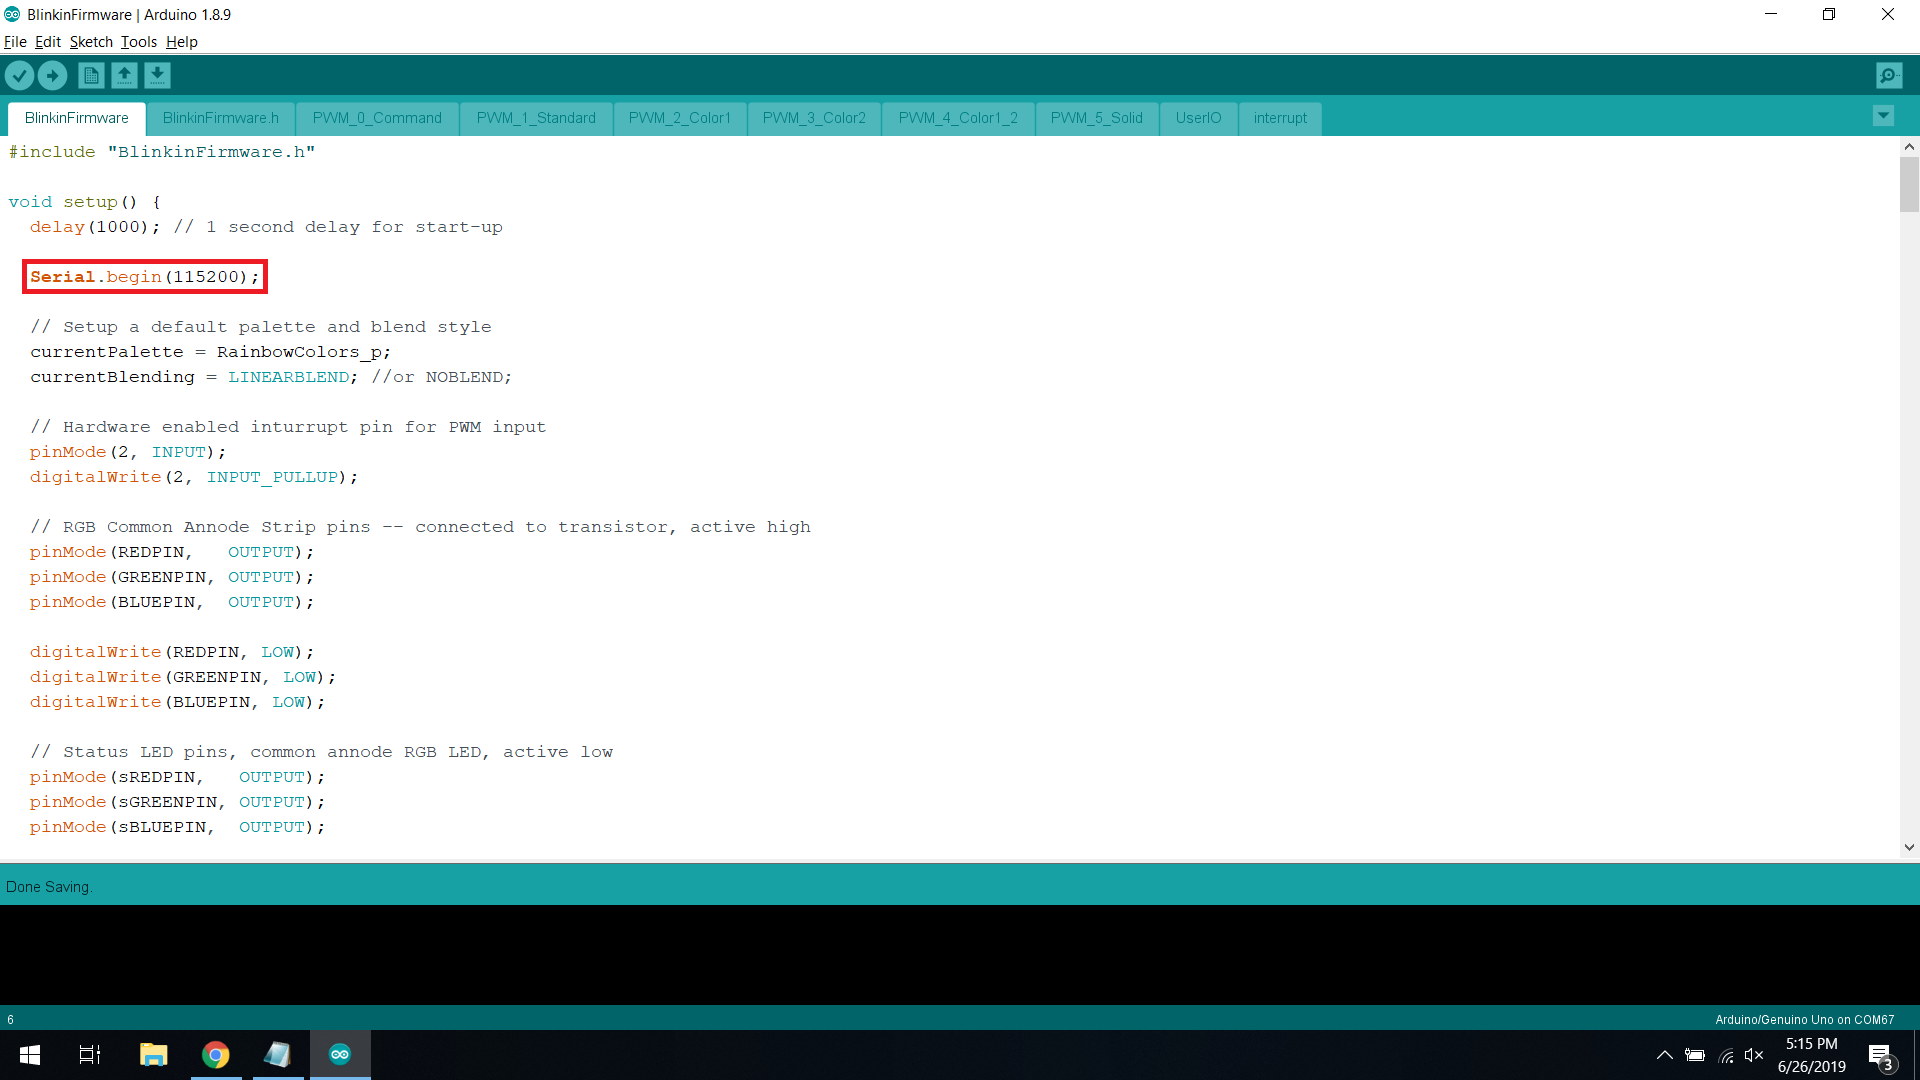 BlinkinFirmware | Arduino 1.8.9
File Edit Sketch Tools Help
BlinkinFirmware BlinkinFirmware.h PWM_0_Command PWM_1_Standard PWM_2_Color1 PWM_3_Color2 PWM_4_Color1_2 PWM_5_Solid UserIO interrupt
#include "BlinkinFirmware.h"
void setup() {
delay(1000); // 1 second delay for start-up
Serial.begin(115200);
// Setup a default palette and blend style
currentPalette = RainbowColors_p;
currentBlending = LINEARBLEND; //or NOBLEND;
// Hardware enabled inturrupt pin for PWM input
pinMode(2, INPUT);
digitalWrite(2, INPUT_PULLUP);
// RGB Common Annode Strip pins -- connected to transistor, active high
pinMode(REDPIN,   OUTPUT);
pinMode(GREENPIN, OUTPUT);
pinMode(BLUEPIN,  OUTPUT);
digitalWrite(REDPIN, LOW);
digitalWrite(GREENPIN, LOW);
digitalWrite(BLUEPIN, LOW);
// Status LED pins, common annode RGB LED, active low
pinMode(sREDPIN,   OUTPUT);
pinMode(sGREENPIN, OUTPUT);
pinMode(sBLUEPIN,  OUTPUT);
Done Saving.
6
Arduino/Genuino Uno on COM67
5:15 PM
6/26/2019
3